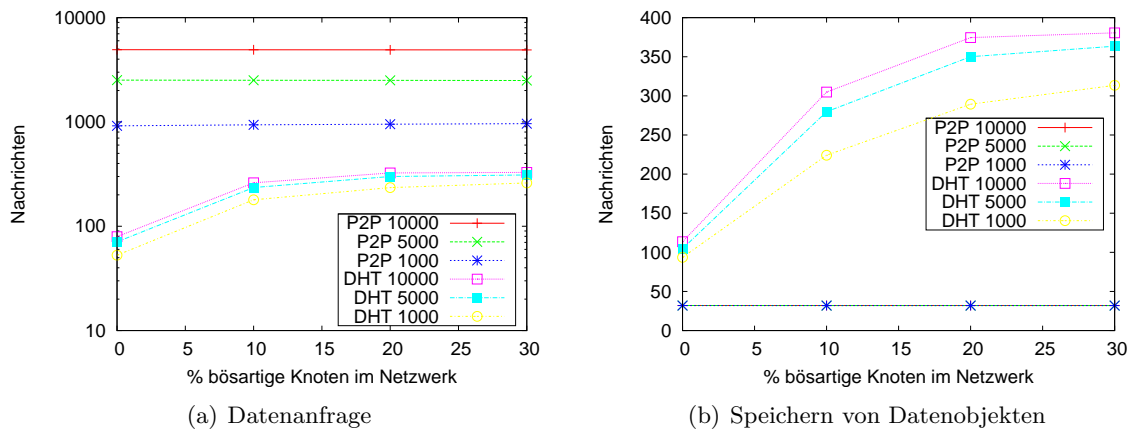 10000
1000
100
10
Nachrichten
0 5 10 15 20 25 30
% bösartige Knoten im Netzwerk
P2P 10000
P2P 5000
P2P 1000
DHT 10000
DHT 5000
DHT 1000
(a) Datenanfrage
400
350
300
250
200
150
100
50
0
Nachrichten
0 5 10 15 20 25 30
% bösartige Knoten im Netzwerk
P2P 10000
P2P 5000
P2P 1000
DHT 10000
DHT 5000
DHT 1000
(b) Speichern von Datenobjekten